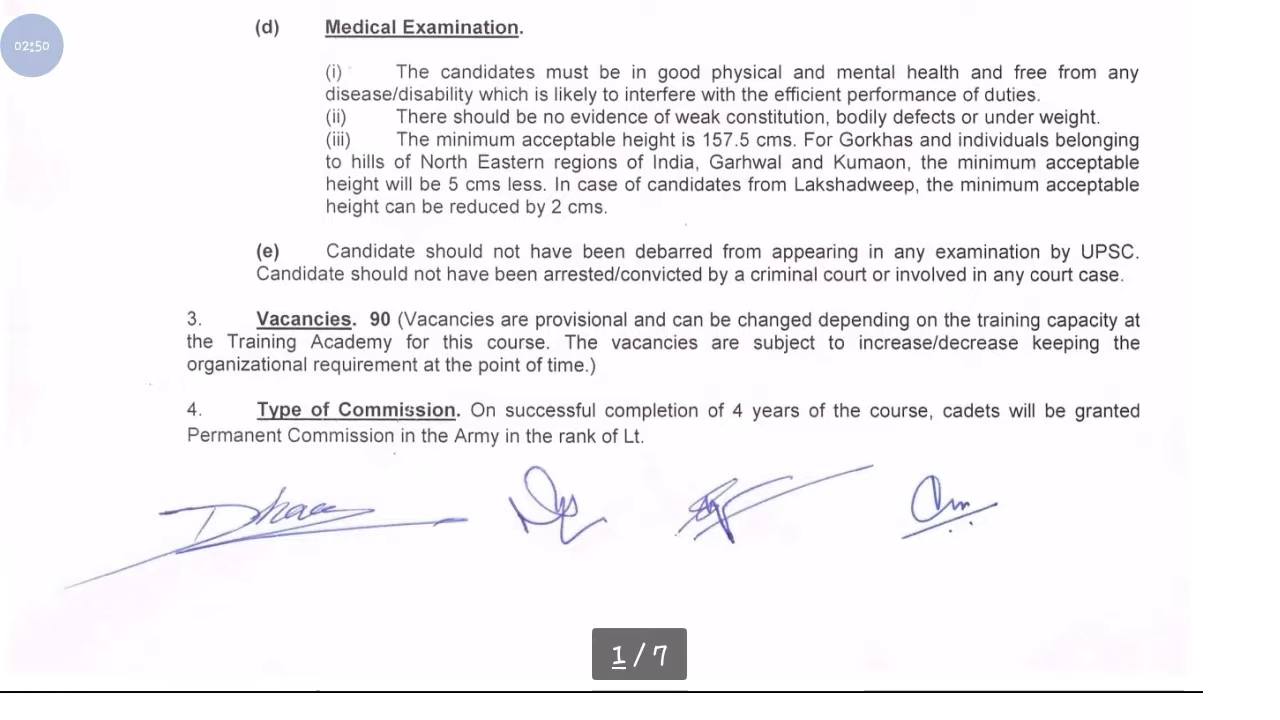 02:50
(d) Medical Examination.
(i) The candidates must be in good physical and mental health and free from any
disease/disability which is likely to interfere with the efficient performance of duties.
(ii) There should be no evidence of weak constitution, bodily defects or under weight.
(iii) The minimum acceptable height is 157.5 cms. For Gorkhas and individuals belonging
to hills of North Eastern regions of India, Garhwal and Kumaon, the minimum acceptable
height will be 5 cms less. In case of candidates from Lakshadweep, the minimum acceptable
height can be reduced by 2 cms.
(e) Candidate should not have been debarred from appearing in any examination by UPSC.
Candidate should not have been arrested/convicted by a criminal court or involved in any court case.
3. Vacancies. 90 (Vacancies are provisional and can be changed depending on the training capacity at
the Training Academy for this course. The vacancies are subject to increase/decrease keeping the
organizational requirement at the point of time.)
4. Type of Commission. On successful completion of 4 years of the course, cadets will be granted
Permanent Commission in the Army in the rank of Lt.
1 / 7